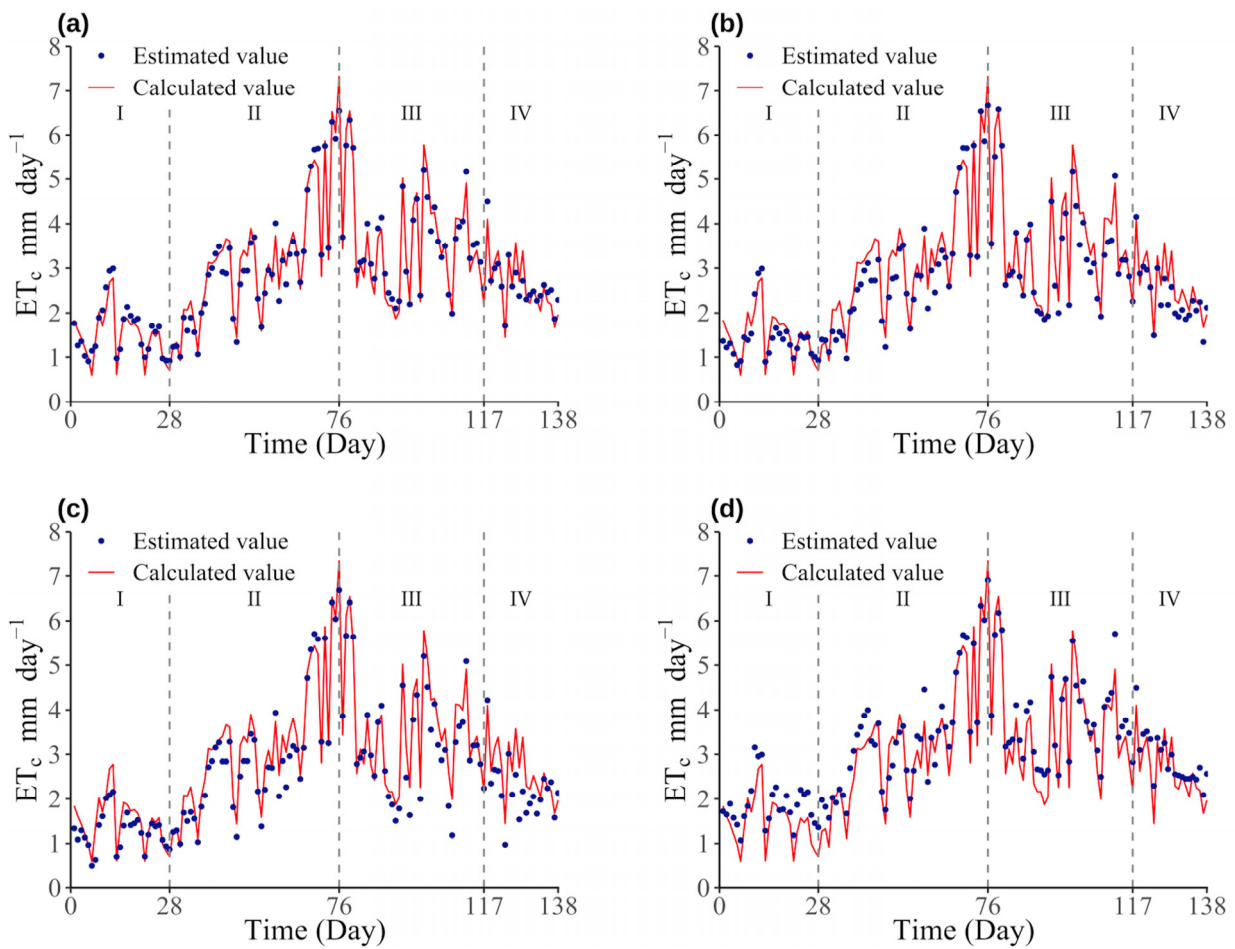 (a)
Estimated value
Calculated value
I II III IV
8
7
6
5
4
3
2
1
0
ETc mm day−1
0 28 76 117 138
Time (Day)
(b)
Estimated value
Calculated value
I II III IV
8
7
6
5
4
3
2
1
0
ETc mm day−1
0 28 76 117 138
Time (Day)
(c)
Estimated value
Calculated value
I II III IV
8
7
6
5
4
3
2
1
0
ETc mm day−1
0 28 76 117 138
Time (Day)
(d)
Estimated value
Calculated value
I II III IV
8
7
6
5
4
3
2
1
0
ETc mm day−1
0 28 76 117 138
Time (Day)